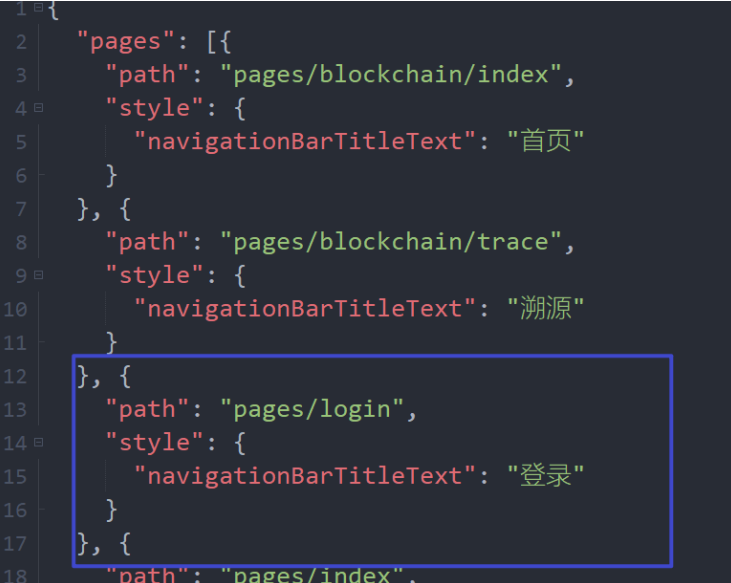 1 {
2 "pages": [{
3 "path": "pages/blockchain/index",
4 "style": {
5 "navigationBarTitleText": "首页"
6 }
7 }, {
8 "path": "pages/blockchain/trace",
9 "style": {
10 "navigationBarTitleText": "溯源"
11 }
12 }, {
13 "path": "pages/login",
14 "style": {
15 "navigationBarTitleText": "登录"
16 }
17 }, {
18 "path": "pages/index",